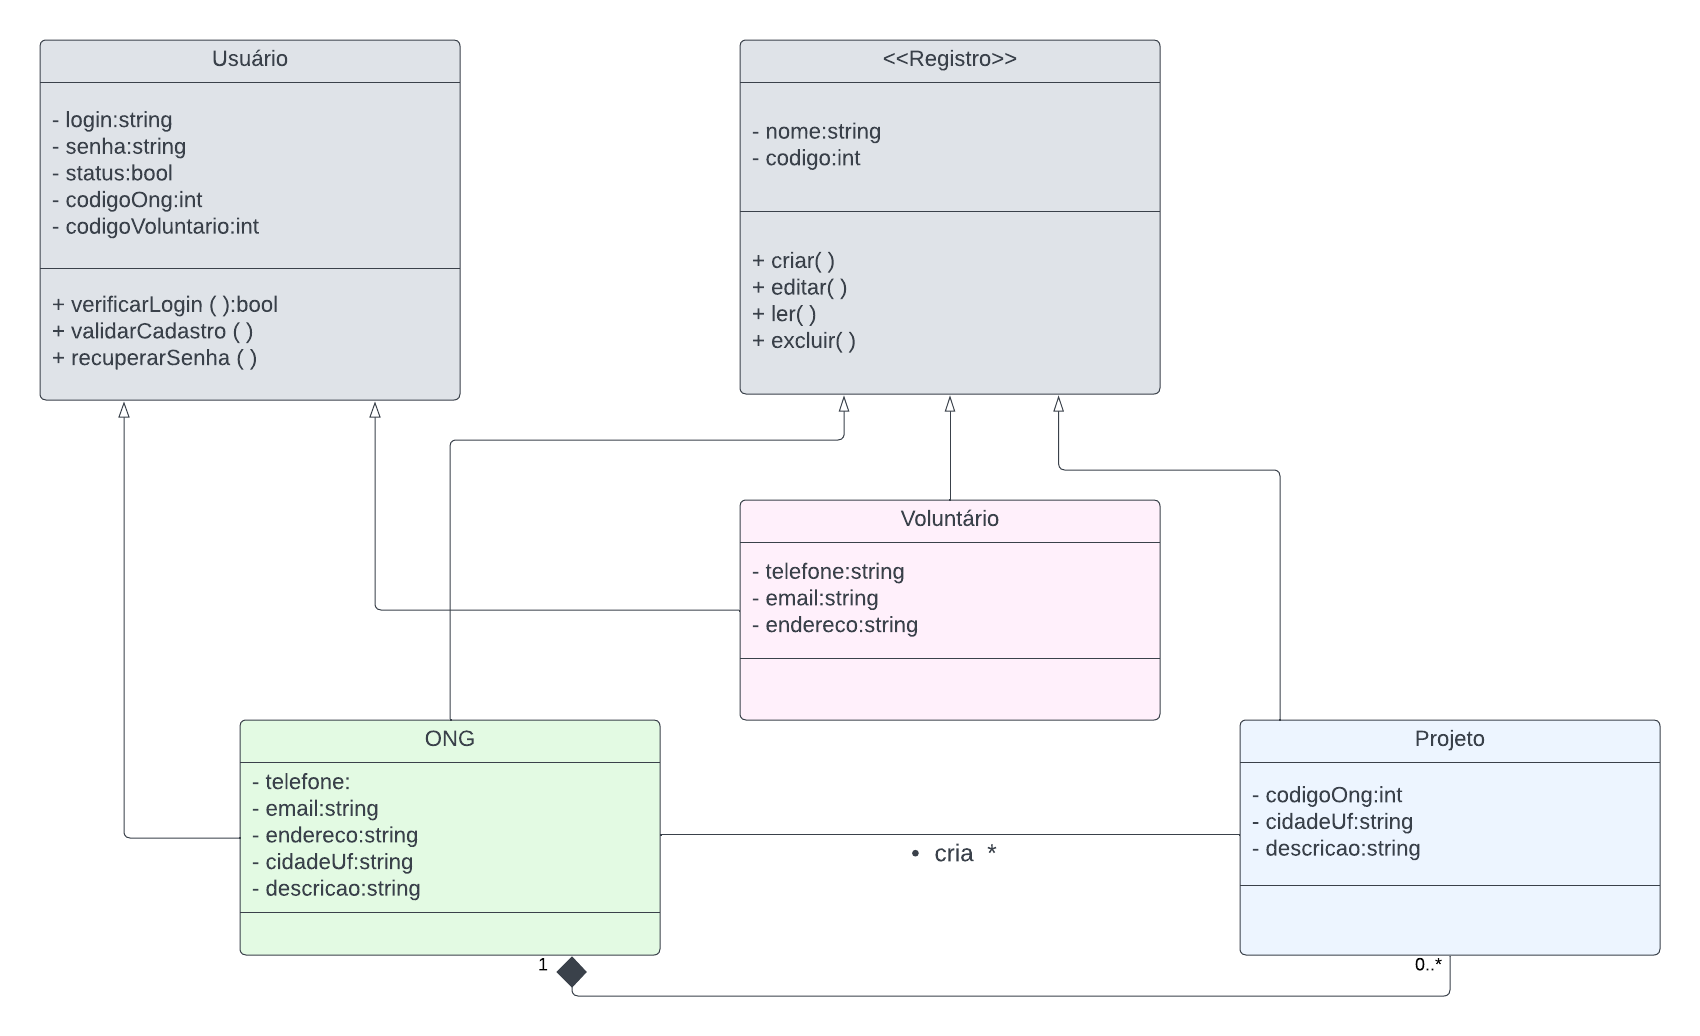 Usuário
- login:string
- senha:string
- status:bool
- codigoOng:int
- codigoVoluntario:int
+ verificarLogin ( ):bool
+ validarCadastro ( )
+ recuperarSenha ( )
<<Registro>>
- nome:string
- codigo:int
+ criar( )
+ editar( )
+ ler( )
+ excluir( )
Voluntário
- telefone:string
- email:string
- endereco:string
ONG
- telefone:
- email:string
- endereco:string
- cidadeUf:string
- descricao:string
• cria *
Projeto
- codigoOng:int
- cidadeUf:string
- descricao:string
1
0..*